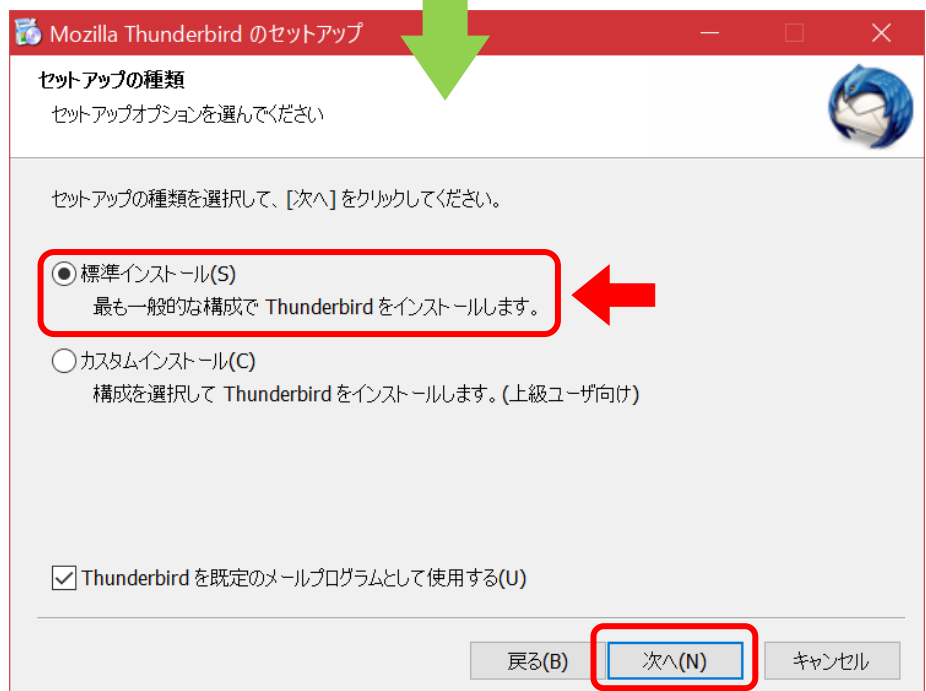 Mozilla Thunderbird のセットアップ
セットアップの種類
セットアップオプションを選んでください
セットアップの種類を選択して、[次へ] をクリックしてください。
標準インストール(S)
最も一般的な構成で Thunderbird をインストールします。
カスタムインストール(C)
構成を選択して Thunderbird をインストールします。(上級ユーザ向け)
Thunderbird を既定のメールプログラムとして使用する(U)
戻る(B) 次へ(N) キャンセル